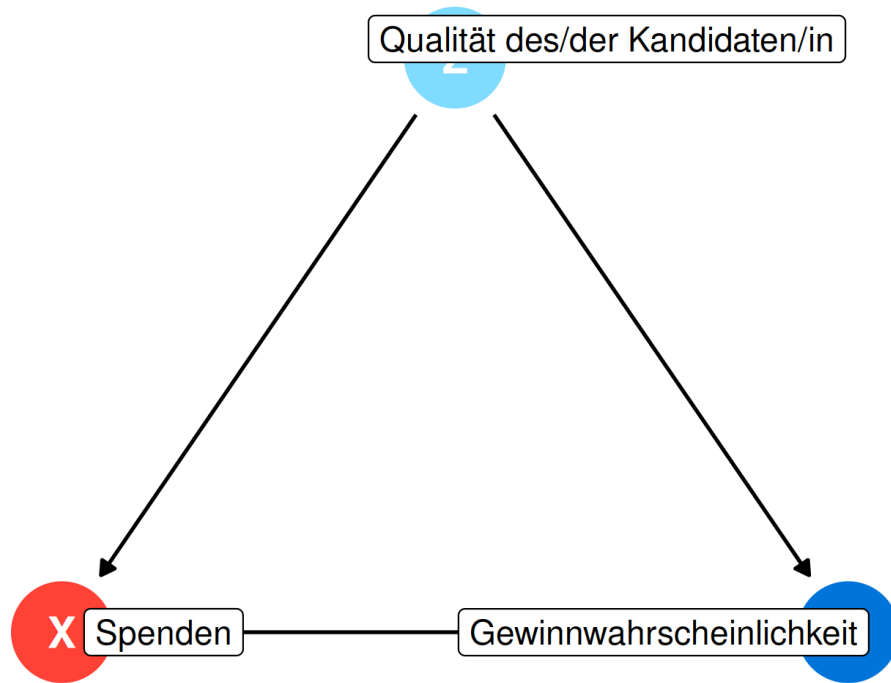 Qualität des/der Kandidaten/in
X
Spenden
Gewinnwahrscheinlichkeit